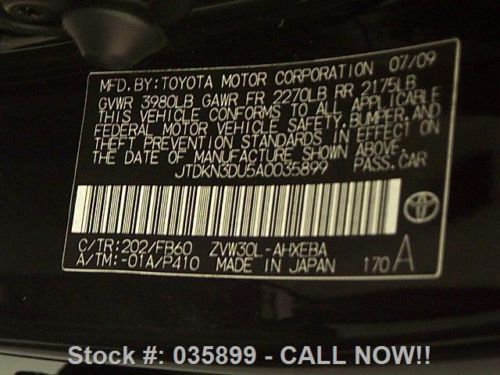 MFD. BY: TOYOTA MOTOR CORPORATION 07/09
GVWR 3980LB GAWR FR 2270LB RR 2175LB
THIS VEHICLE CONFORMS TO ALL APPLICABLE
FEDERAL MOTOR VEHICLE SAFETY, BUMPER, AND
THEFT PREVENTION STANDARDS IN EFFECT ON
THE DATE OF MANUFACTURE SHOWN ABOVE.
JTDKN3DU5A0035899 PASS. CAR
C/TR: 202/FB60 ZVW30L-AHXEBA
A/TM: -01A/P410 MADE IN JAPAN 170 A
Stock #: 035899 - CALL NOW!!